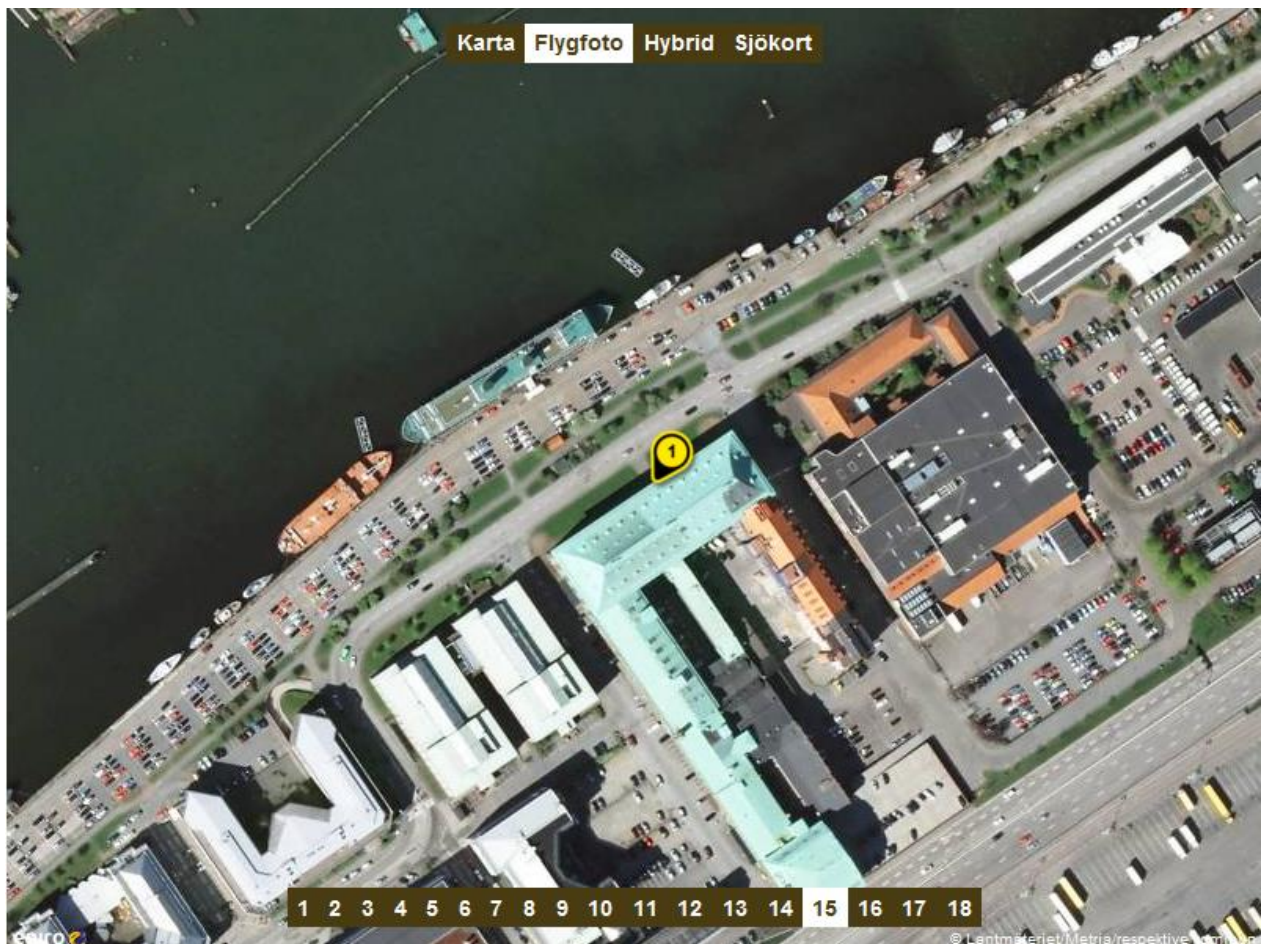 Karta Flygfoto Hybrid Sjökort
1
1 2 3 4 5 6 7 8 9 10 11 12 13 14 15 16 17 18
eniro
© Lantmäteriet/Metria/respektive